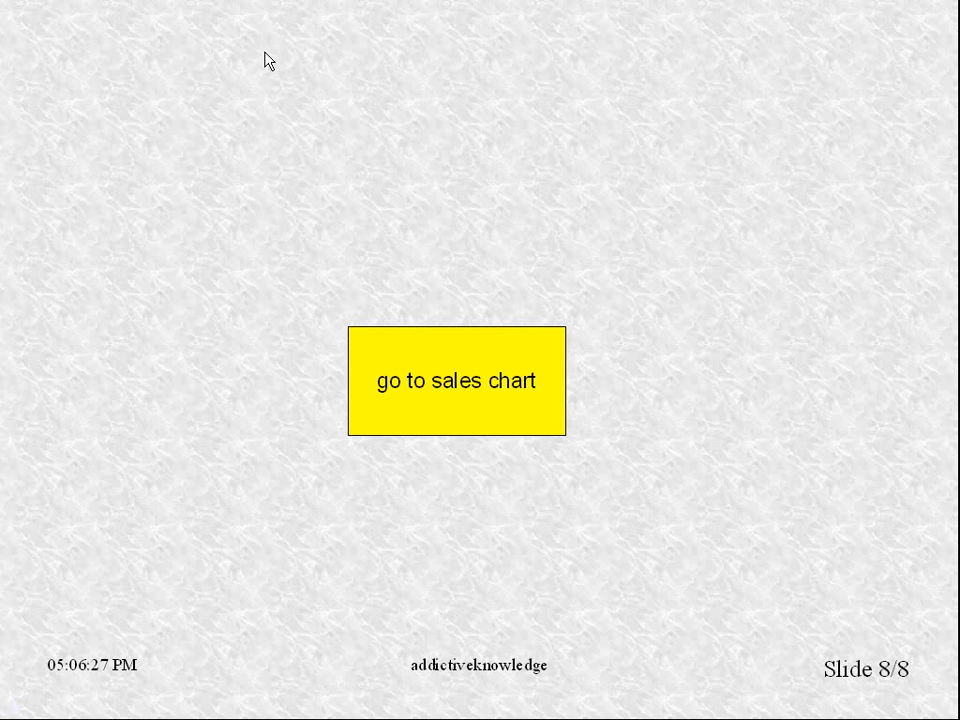 go to sales chart
05:06:27 PM
addictiveknowledge
Slide 8/8